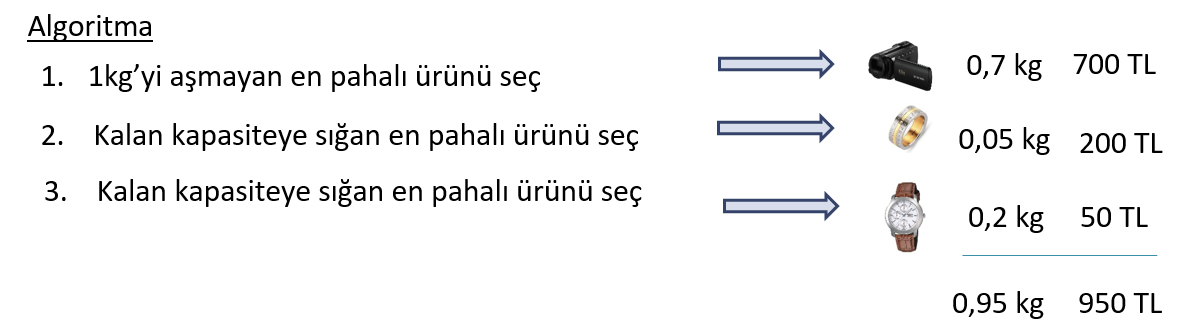 Algoritma
1. 1kg’yi aşmayan en pahalı ürünü seç 0,7 kg 700 TL
2. Kalan kapasiteye sığan en pahalı ürünü seç 0,05 kg 200 TL
3. Kalan kapasiteye sığan en pahalı ürünü seç 0,2 kg 50 TL
0,95 kg 950 TL